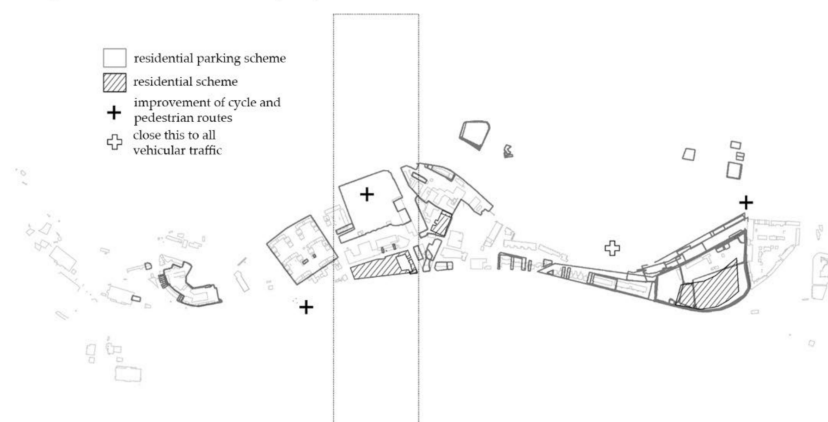 residential parking scheme
residential scheme
improvement of cycle and
pedestrian routes
close this to all
vehicular traffic